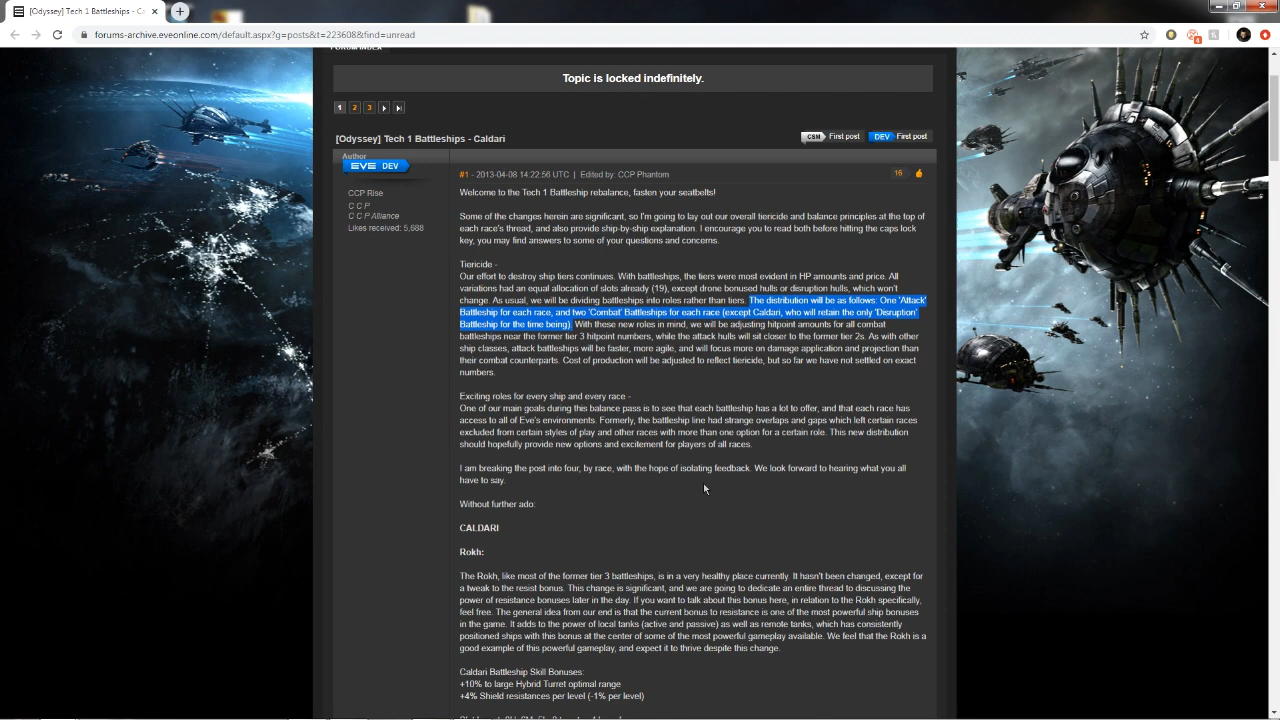 [Odyssey] Tech 1 Battleships - Ca
forums-archive.eveonline.com/default.aspx?g=posts&t=223608&find=unread
FORUM INDEX
Topic is locked indefinitely.
1 2 3
[Odyssey] Tech 1 Battleships - Caldari
CSM First post DEV First post
Author
EVE DEV
#1 - 2013-04-08 14:22:56 UTC | Edited by: CCP Phantom
16
CCP Rise
C C P
C C P Alliance
Likes received: 5,688
Welcome to the Tech 1 Battleship rebalance, fasten your seatbelts!
Some of the changes herein are significant, so I'm going to lay out our overall tiericide and balance principles at the top of
each race's thread, and also provide ship-by-ship explanation. I encourage you to read both before hitting the caps lock
key, you may find answers to some of your questions and concerns.
Tiericide -
Our effort to destroy ship tiers continues. With battleships, the tiers were most evident in HP amounts and price. All
variations had an equal allocation of slots already (19), except drone bonused hulls or disruption hulls, which won't
change. As usual, we will be dividing battleships into roles rather than tiers. The distribution will be as follows: One 'Attack'
Battleship for each race, and two 'Combat' Battleships for each race (except Caldari, who will retain the only 'Disruption'
Battleship for the time being). With these new roles in mind, we will be adjusting hitpoint amounts for all combat
battleships near the former tier 3 hitpoint numbers, while the attack hulls will sit closer to the former tier 2s. As with other
ship classes, attack battleships will be faster, more agile, and will focus more on damage application and projection than
their combat counterparts. Cost of production will be adjusted to reflect tiericide, but so far we have not settled on exact
numbers.
Exciting roles for every ship and every race -
One of our main goals during this balance pass is to see that each battleship has a lot to offer, and that each race has
access to all of Eve's environments. Formerly, the battleship line had strange overlaps and gaps which left certain races
excluded from certain styles of play and other races with more than one option for a certain role. This new distribution
should hopefully provide new options and excitement for players of all races.
I am breaking the post into four, by race, with the hope of isolating feedback. We look forward to hearing what you all
have to say.
Without further ado:
CALDARI
Rokh:
The Rokh, like most of the former tier 3 battleships, is in a very healthy place currently. It hasn't been changed, except for
a tweak to the resist bonus. This change is significant, and we are going to dedicate an entire thread to discussing the
power of resistance bonuses later in the day. If you want to talk about this bonus here, in relation to the Rokh specifically,
feel free. The general idea from our end is that the current bonus to resistance is one of the most powerful ship bonuses
in the game. It adds to the power of local tanks (active and passive) as well as remote tanks, which has consistently
positioned ships with this bonus at the center of some of the most powerful gameplay available. We feel that the Rokh is a
good example of this powerful gameplay, and expect it to thrive despite this change.
Caldari Battleship Skill Bonuses:
+10% to large Hybrid Turret optimal range
+4% Shield resistances per level (-1% per level)